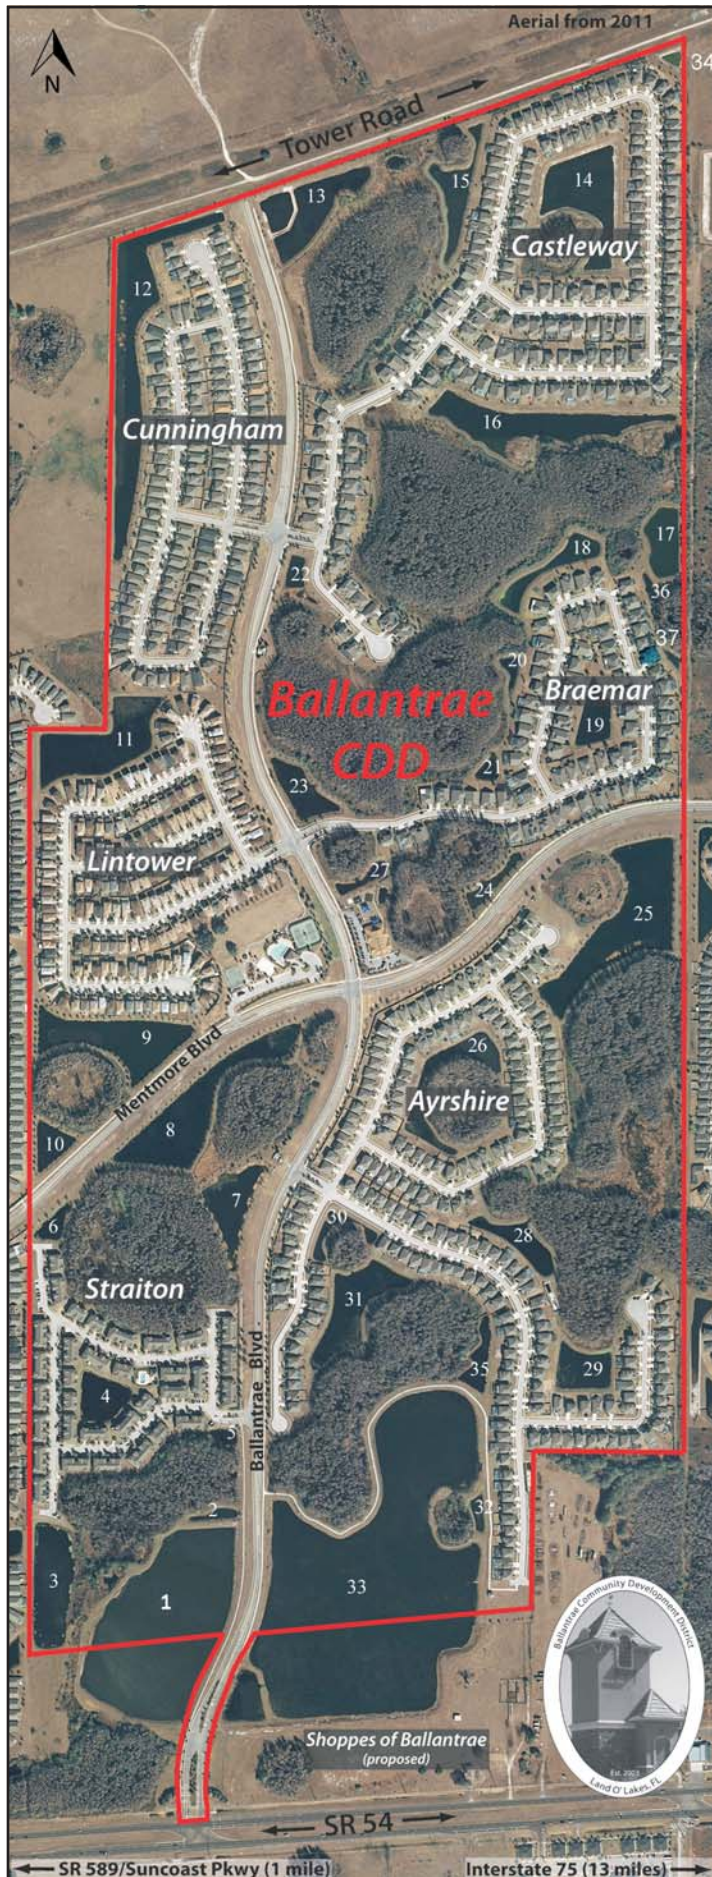 Aerial from 2011
N
Tower Road
34
13
15
14
Castleway
12
Cunningham
16
17
18
22
36
37
20
Braemar
Ballantrae
CDD
19
11
21
23
Lintower
27
24
25
9
Mentmore Blvd
26
Ayrshire
10
8
7
6
30
28
Straiton
31
35
29
4
Ballantrae Blvd
5
2
32
3
1
33
Ballantrae Community Development District
Est. 2003
Land O' Lakes, FL
Shoppes of Ballantrae
(proposed)
SR 54
SR 589/Suncoast Pkwy (1 mile)
Interstate 75 (13 miles)